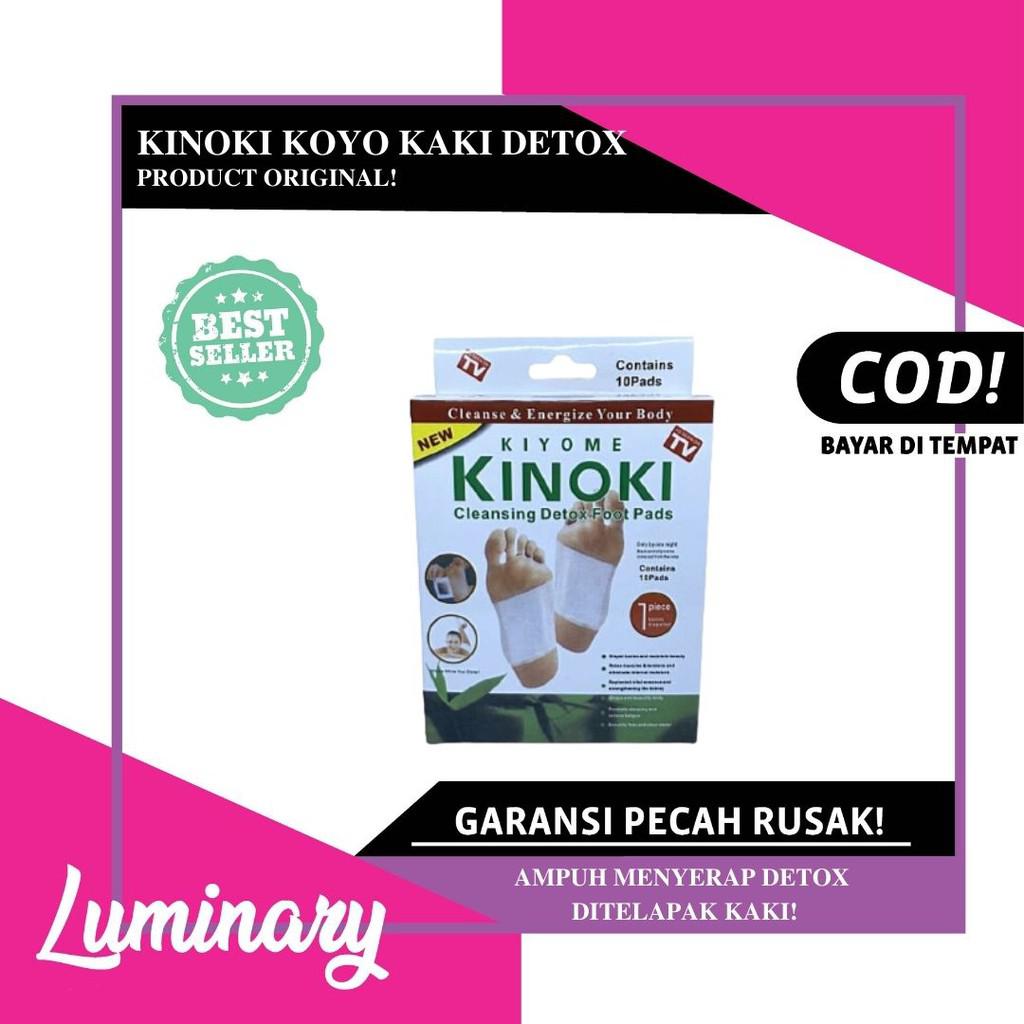 KINOKI KOYO KAKI DETOX
PRODUCT ORIGINAL!
BEST
SELLER
TV
Contains
10Pads
COD!
BAYAR DI TEMPAT
Cleanse & Energize Your Body
NEW
TV
KIYOME
KINOKI
Cleansing Detox Foot Pads
Contains
10Pads
1 piece
GARANSI PECAH RUSAK!
AMPUH MENYERAP DETOX
DITELAPAK KAKI!
Luminary